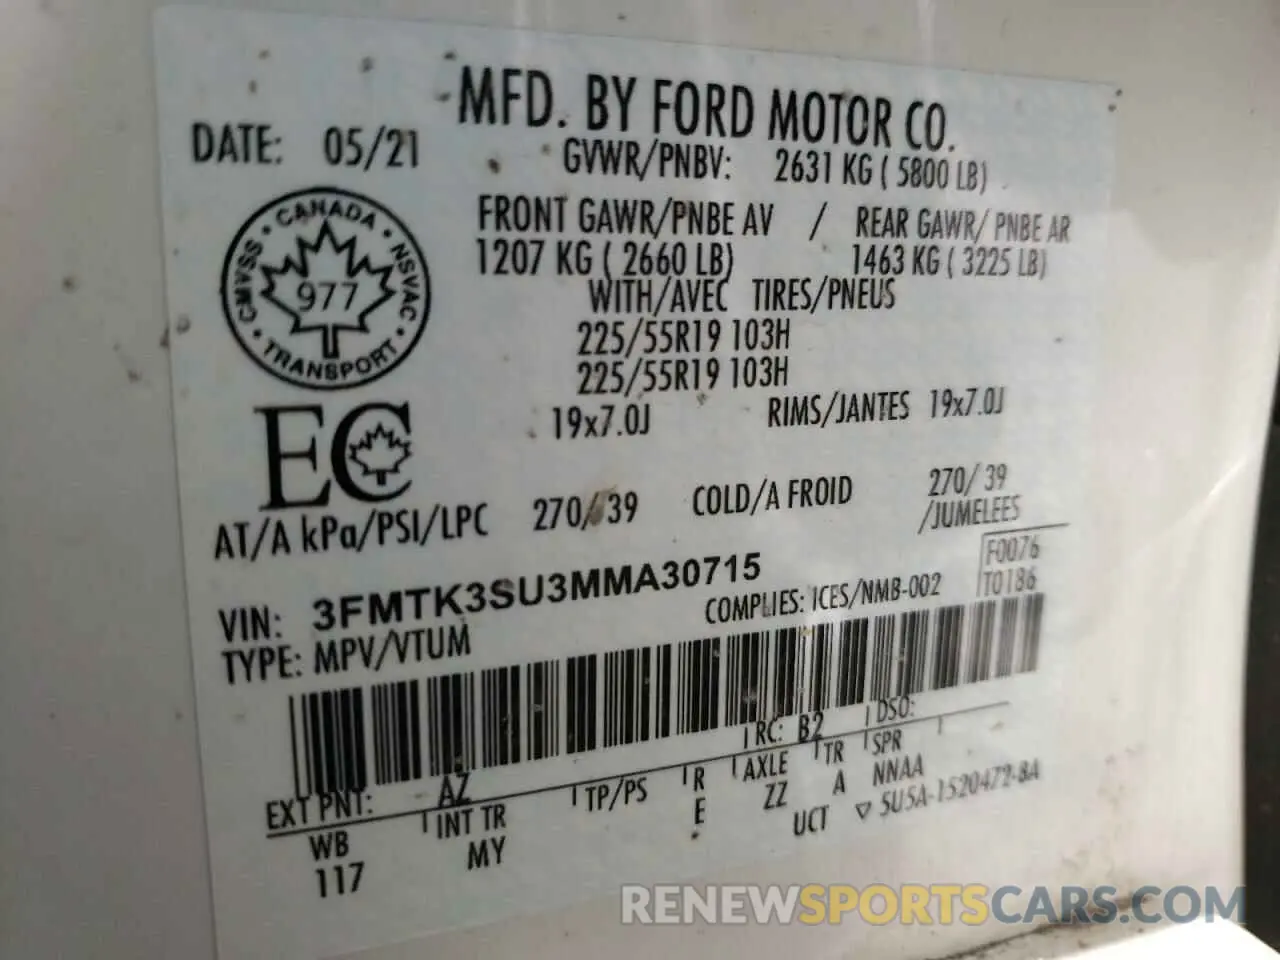 MFD. BY FORD MOTOR CO.
DATE: 05/21
GVWR/PNBV: 2631 KG ( 5800 LB)
FRONT GAWR/PNBE AV / REAR GAWR/ PNBE AR
1207 KG ( 2660 LB) 1463 KG ( 3225 LB)
WITH/AVEC TIRES/PNEUS
225/55R19 103H
225/55R19 103H
19x7.0J RIMS/JANTES 19x7.0J
CMVSS • CANADA • NSVAC • TRANSPORT •
977
EC
AT/A kPa/PSI/LPC 270/39 COLD/A FROID 270/ 39
/JUMELEES
VIN: 3FMTK3SU3MMA30715
F0076
T0186
TYPE: MPV/VTUM COMPLIES: ICES/NMB-002
RC: B2 DSO:
EXT PNT: AZ
WB INT TR TP/PS R AXLE TR SPR
117 MY E ZZ A NNAA
UCT ▽ 5U5A-1520472-BA
RENEWSPORTSCARS.COM